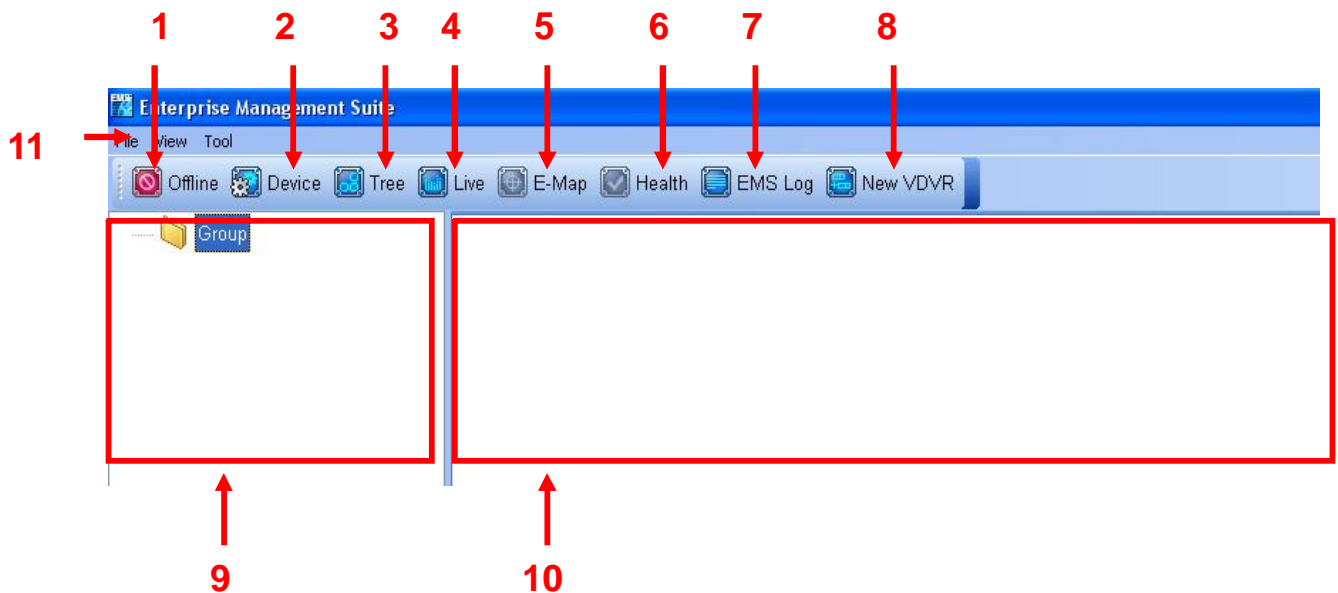 1 2 3 4 5 6 7 8
EMS
Enterprise Management Suite
11
File View Tool
Offline Device Tree Live E-Map Health EMS Log New VDVR
Group
9 10